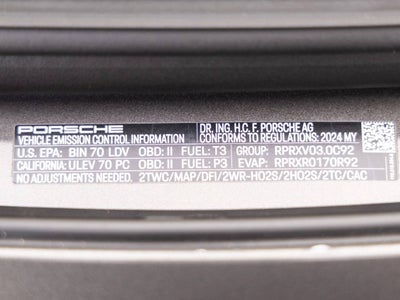 PORSCHE DR. ING. H.C. F. PORSCHE AG
VEHICLE EMISSION CONTROL INFORMATION CONFORMS TO REGULATIONS: 2024 MY
U.S. EPA: BIN 70 LDV OBD: II FUEL: T3 GROUP: RPRXV03.0C92
CALIFORNIA: ULEV 70 PC OBD: II FUEL: P3 EVAP: RPRXR0170R92
NO ADJUSTMENTS NEEDED. 2TWC/MAP/DFI/2WR-HO2S/2HO2S/2TC/CAC